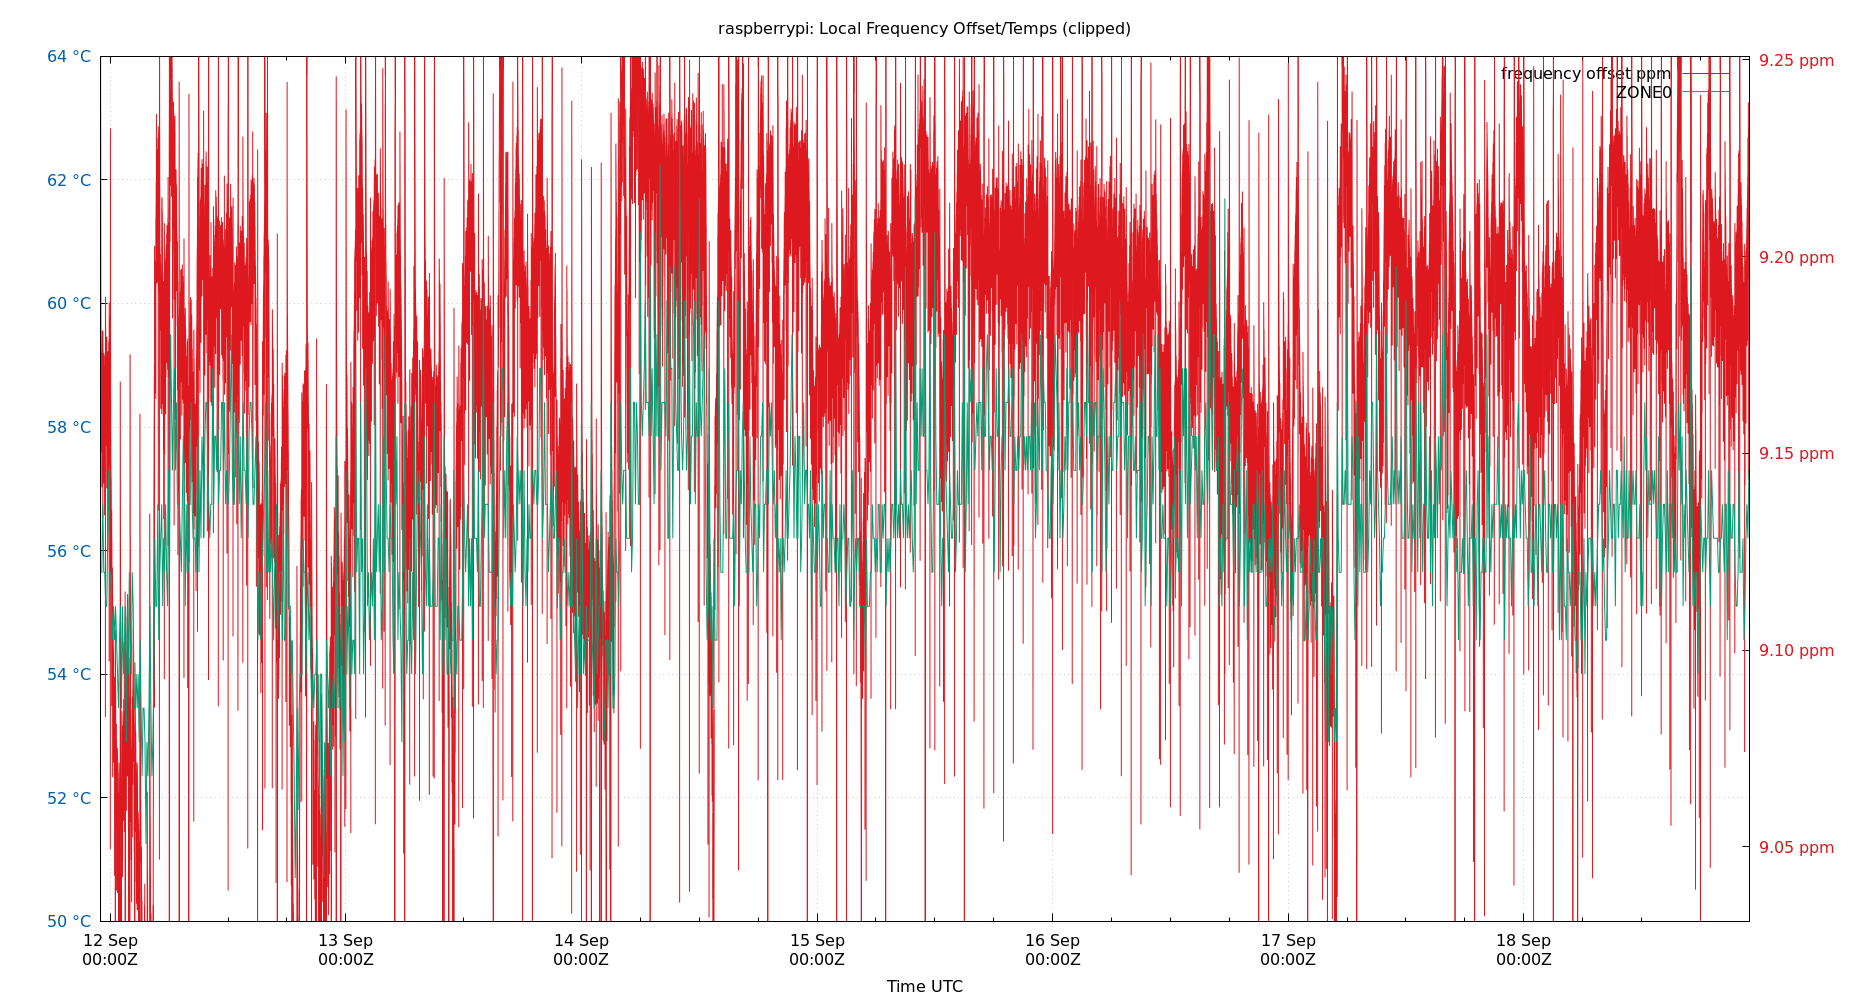 raspberrypi: Local Frequency Offset/Temps (clipped)
64 °C
62 °C
60 °C
58 °C
56 °C
54 °C
52 °C
50 °C
9.25 ppm
9.20 ppm
9.15 ppm
9.10 ppm
9.05 ppm
frequency offset ppm
ZONE0
12 Sep
00:00Z
13 Sep
00:00Z
14 Sep
00:00Z
15 Sep
00:00Z
16 Sep
00:00Z
17 Sep
00:00Z
18 Sep
00:00Z
Time UTC